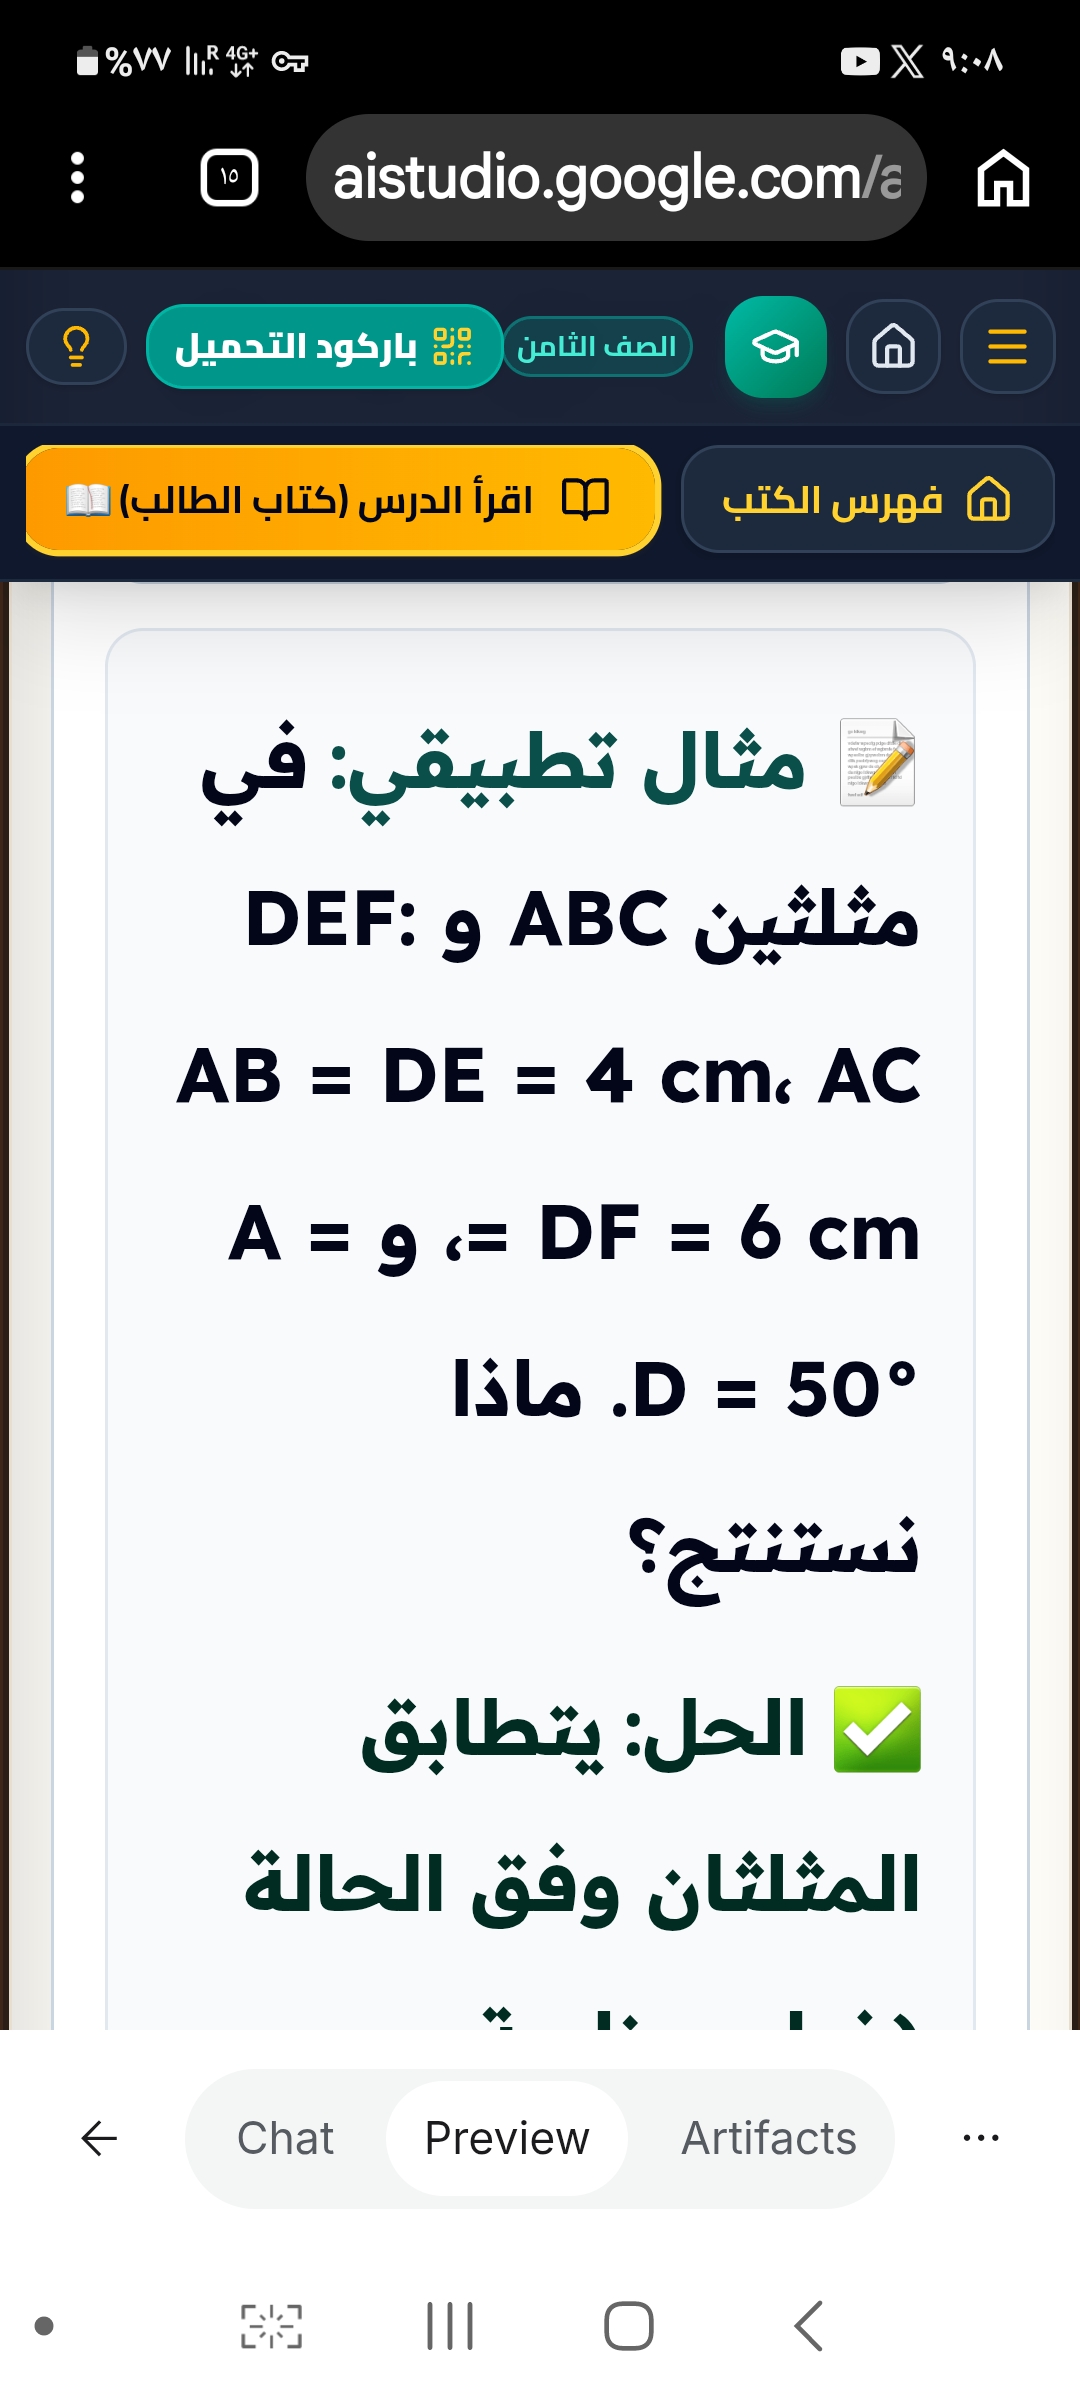 %٧٧ R 4G+ ٩:٠٨
١٥ aistudio.google.com/a
الصف الثامن باركود التحميل
فهرس الكتب اقرأ الدرس (كتاب الطالب)
مثال تطبيقي: في
مثلثين ABC و DEF:
AB = DE = 4 cm، AC
= DF = 6 cm، و A =
D = 50°. ماذا
نستنتج؟
الحل: يتطابق
المثلثان وفق الحالة
Chat Preview Artifacts